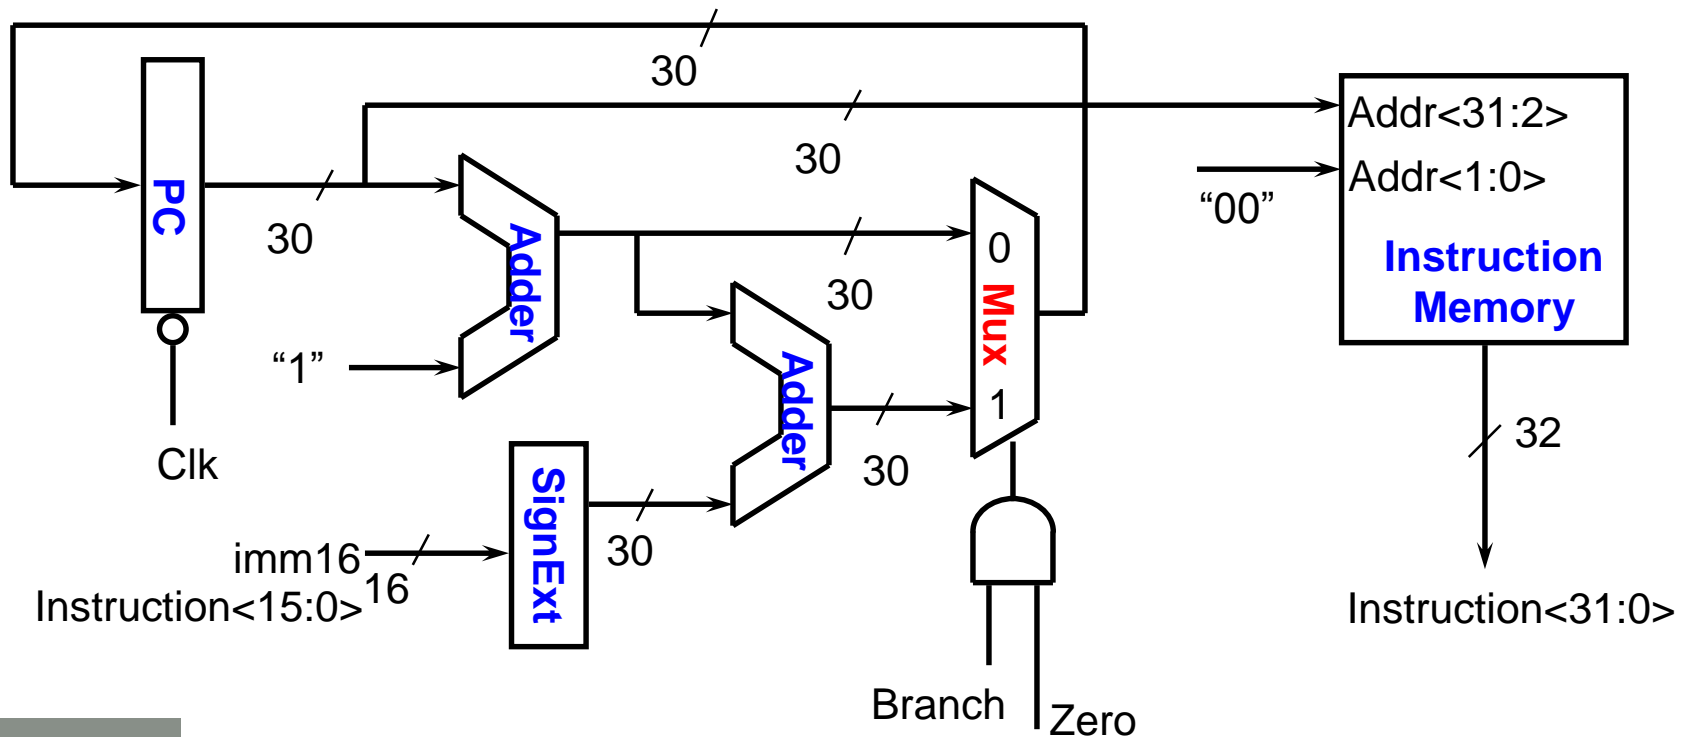 30
Addr<31:2>
30
PC
Addr<1:0>
“00”
30
Adder
0
Instruction
Memory
30
Mux
“1”
Adder
1
Clk
32
30
SignExt
30
imm16
16
Instruction<15:0>
Instruction<31:0>
Branch
Zero